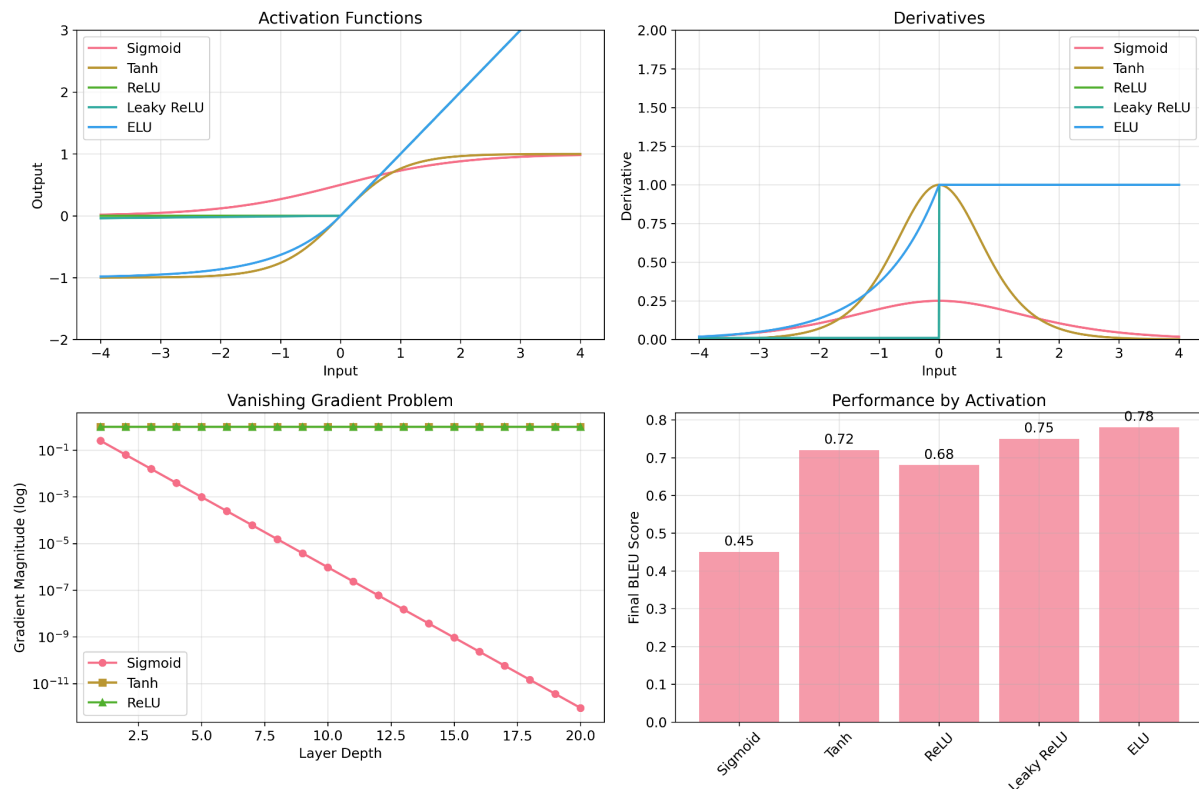 Activation Functions
Output
3
2
1
0
−1
−2
Sigmoid
Tanh
ReLU
Leaky ReLU
ELU
−4 −3 −2 −1 0 1 2 3 4
Input
Derivatives
Derivative
2.00
1.75
1.50
1.25
1.00
0.75
0.50
0.25
0.00
Sigmoid
Tanh
ReLU
Leaky ReLU
ELU
−4 −3 −2 −1 0 1 2 3 4
Input
Vanishing Gradient Problem
Gradient Magnitude (log)
10⁻¹
10⁻³
10⁻⁵
10⁻⁷
10⁻⁹
10⁻¹¹
Sigmoid
Tanh
ReLU
2.5 5.0 7.5 10.0 12.5 15.0 17.5 20.0
Layer Depth
Performance by Activation
Final BLEU Score
0.8
0.7
0.6
0.5
0.4
0.3
0.2
0.1
0.0
0.45
0.72
0.68
0.75
0.78
Sigmoid
Tanh
ReLU
Leaky ReLU
ELU